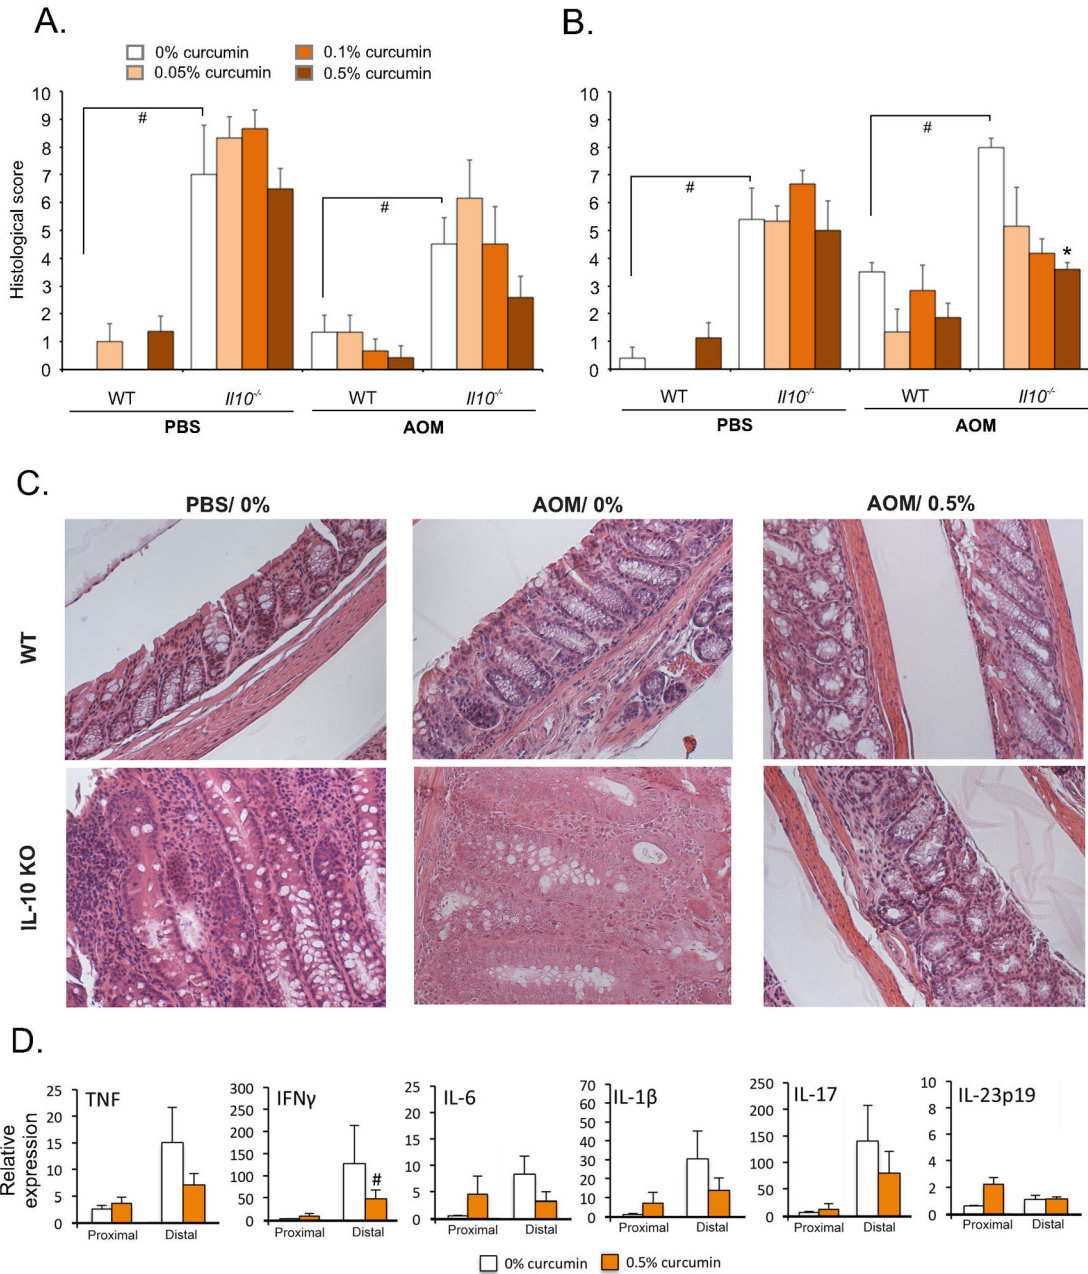 A.
B.
0% curcumin
0.1% curcumin
0.05% curcumin
0.5% curcumin
Histological score
10
9
8
7
6
5
4
3
2
1
0
#
#
WT
Il10-/-
WT
Il10-/-
PBS
AOM
10
9
8
7
6
5
4
3
2
1
0
#
#
*
WT
Il10-/-
WT
Il10-/-
PBS
AOM
C.
PBS/ 0%
AOM/ 0%
AOM/ 0.5%
WT
IL-10 KO
D.
Relative
expression
TNF
25
20
15
10
5
0
Proximal
Distal
IFNγ
300
250
200
150
100
50
0
#
Proximal
Distal
IL-6
25
20
15
10
5
0
Proximal
Distal
IL-1β
70
60
50
40
30
20
10
0
Proximal
Distal
IL-17
250
200
150
100
50
0
Proximal
Distal
IL-23p19
10
8
6
4
2
0
Proximal
Distal
0% curcumin
0.5% curcumin